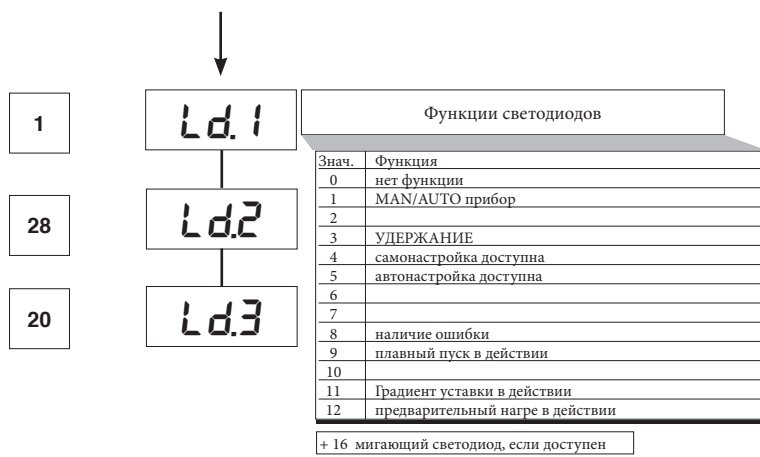 1
Ld.1
Функции светодиодов
Знач. Функция
0 нет функции
1 MAN/AUTO прибор
2
3 УДЕРЖАНИЕ
4 самонастройка доступна
5 автонастройка доступна
6
7
8 наличие ошибки
9 плавный пуск в действии
10
11 Градиент уставки в действии
12 предварительный нагре в действии
+ 16 мигающий светодиод, если доступен
28
Ld.2
20
Ld.3